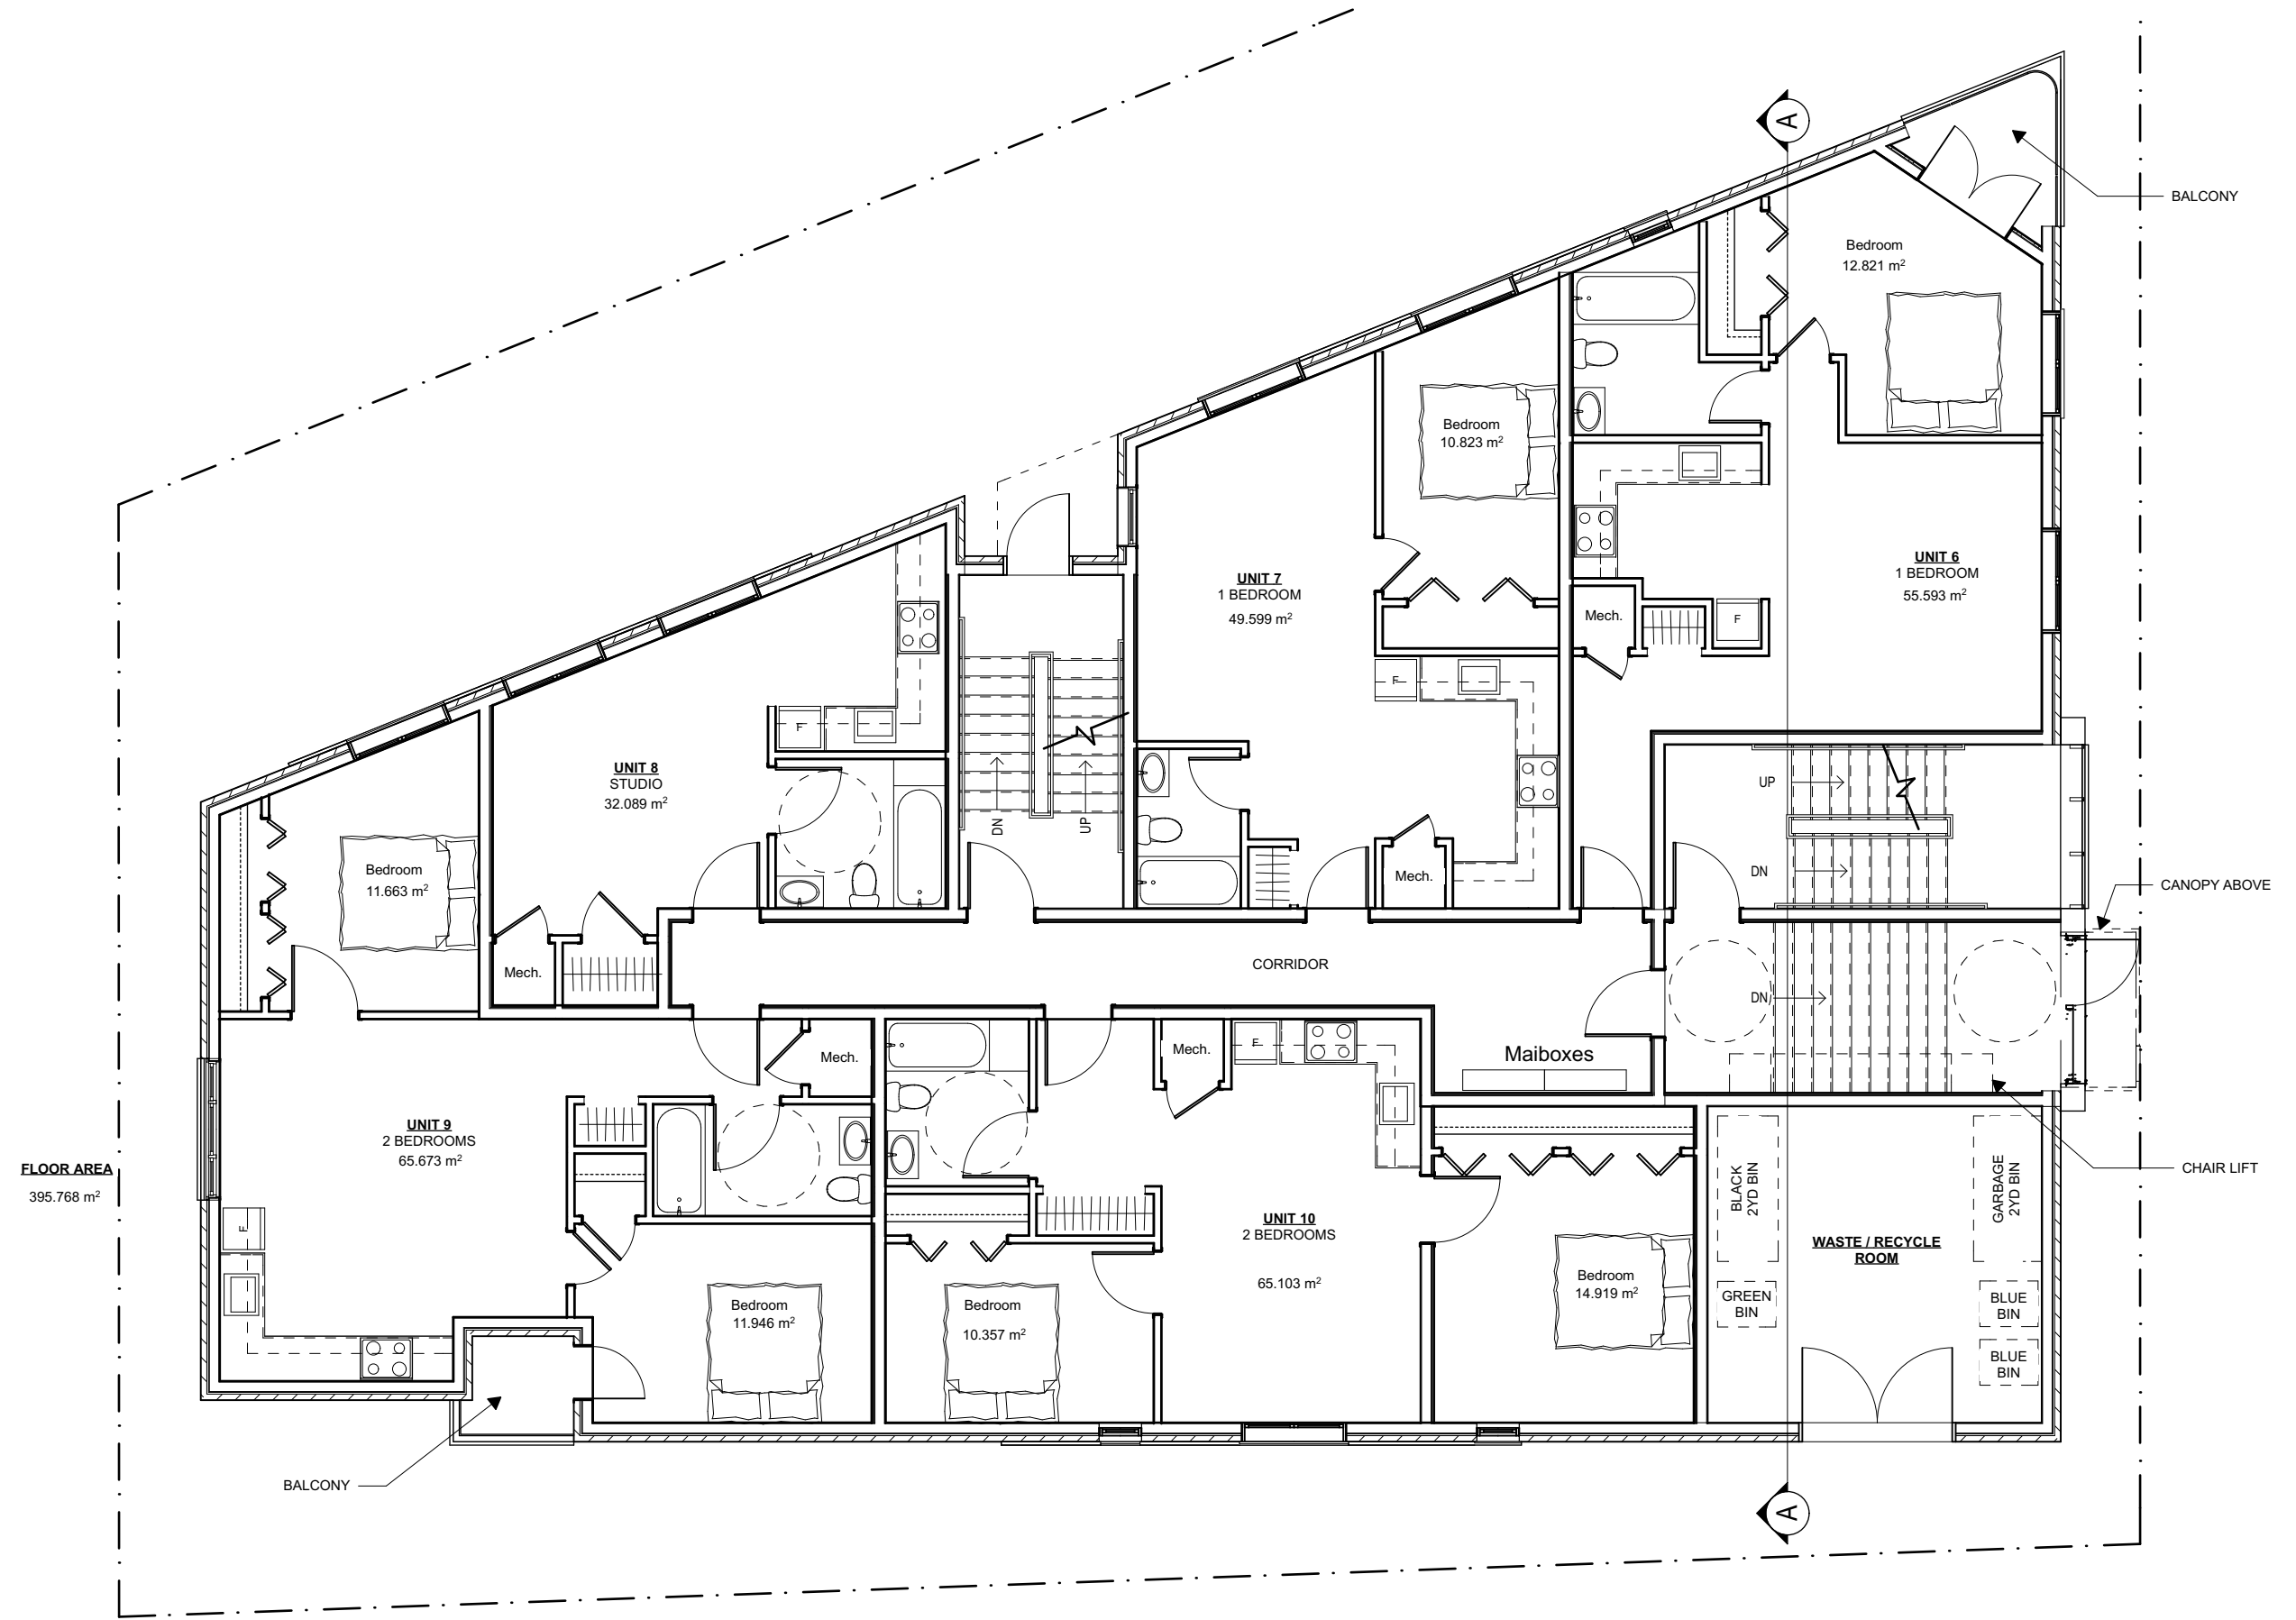 A
BALCONY
Bedroom
12.821 m²
Bedroom
10.823 m²
UNIT 6
1 BEDROOM
55.593 m²
UNIT 7
1 BEDROOM
49.599 m²
Mech.
F
F
F
UNIT 8
STUDIO
32.089 m²
UP
DN
DN
UP
Bedroom
11.663 m²
Mech.
CANOPY ABOVE
Mech.
CORRIDOR
DN
Mech.
Mech.
F
Maiboxes
UNIT 9
2 BEDROOMS
65.673 m²
FLOOR AREA
395.768 m²
CHAIR LIFT
BLACK
2YD BIN
GARBAGE
2YD BIN
F
UNIT 10
2 BEDROOMS
65.103 m²
WASTE / RECYCLE
ROOM
Bedroom
11.946 m²
Bedroom
10.357 m²
Bedroom
14.919 m²
GREEN
BIN
BLUE
BIN
BLUE
BIN
BALCONY
A